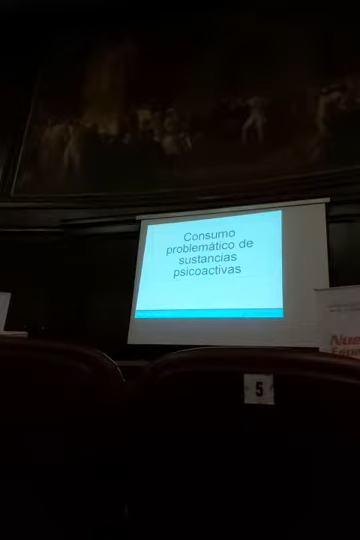 Consumo
problemático de
sustancias
psicoactivas
5